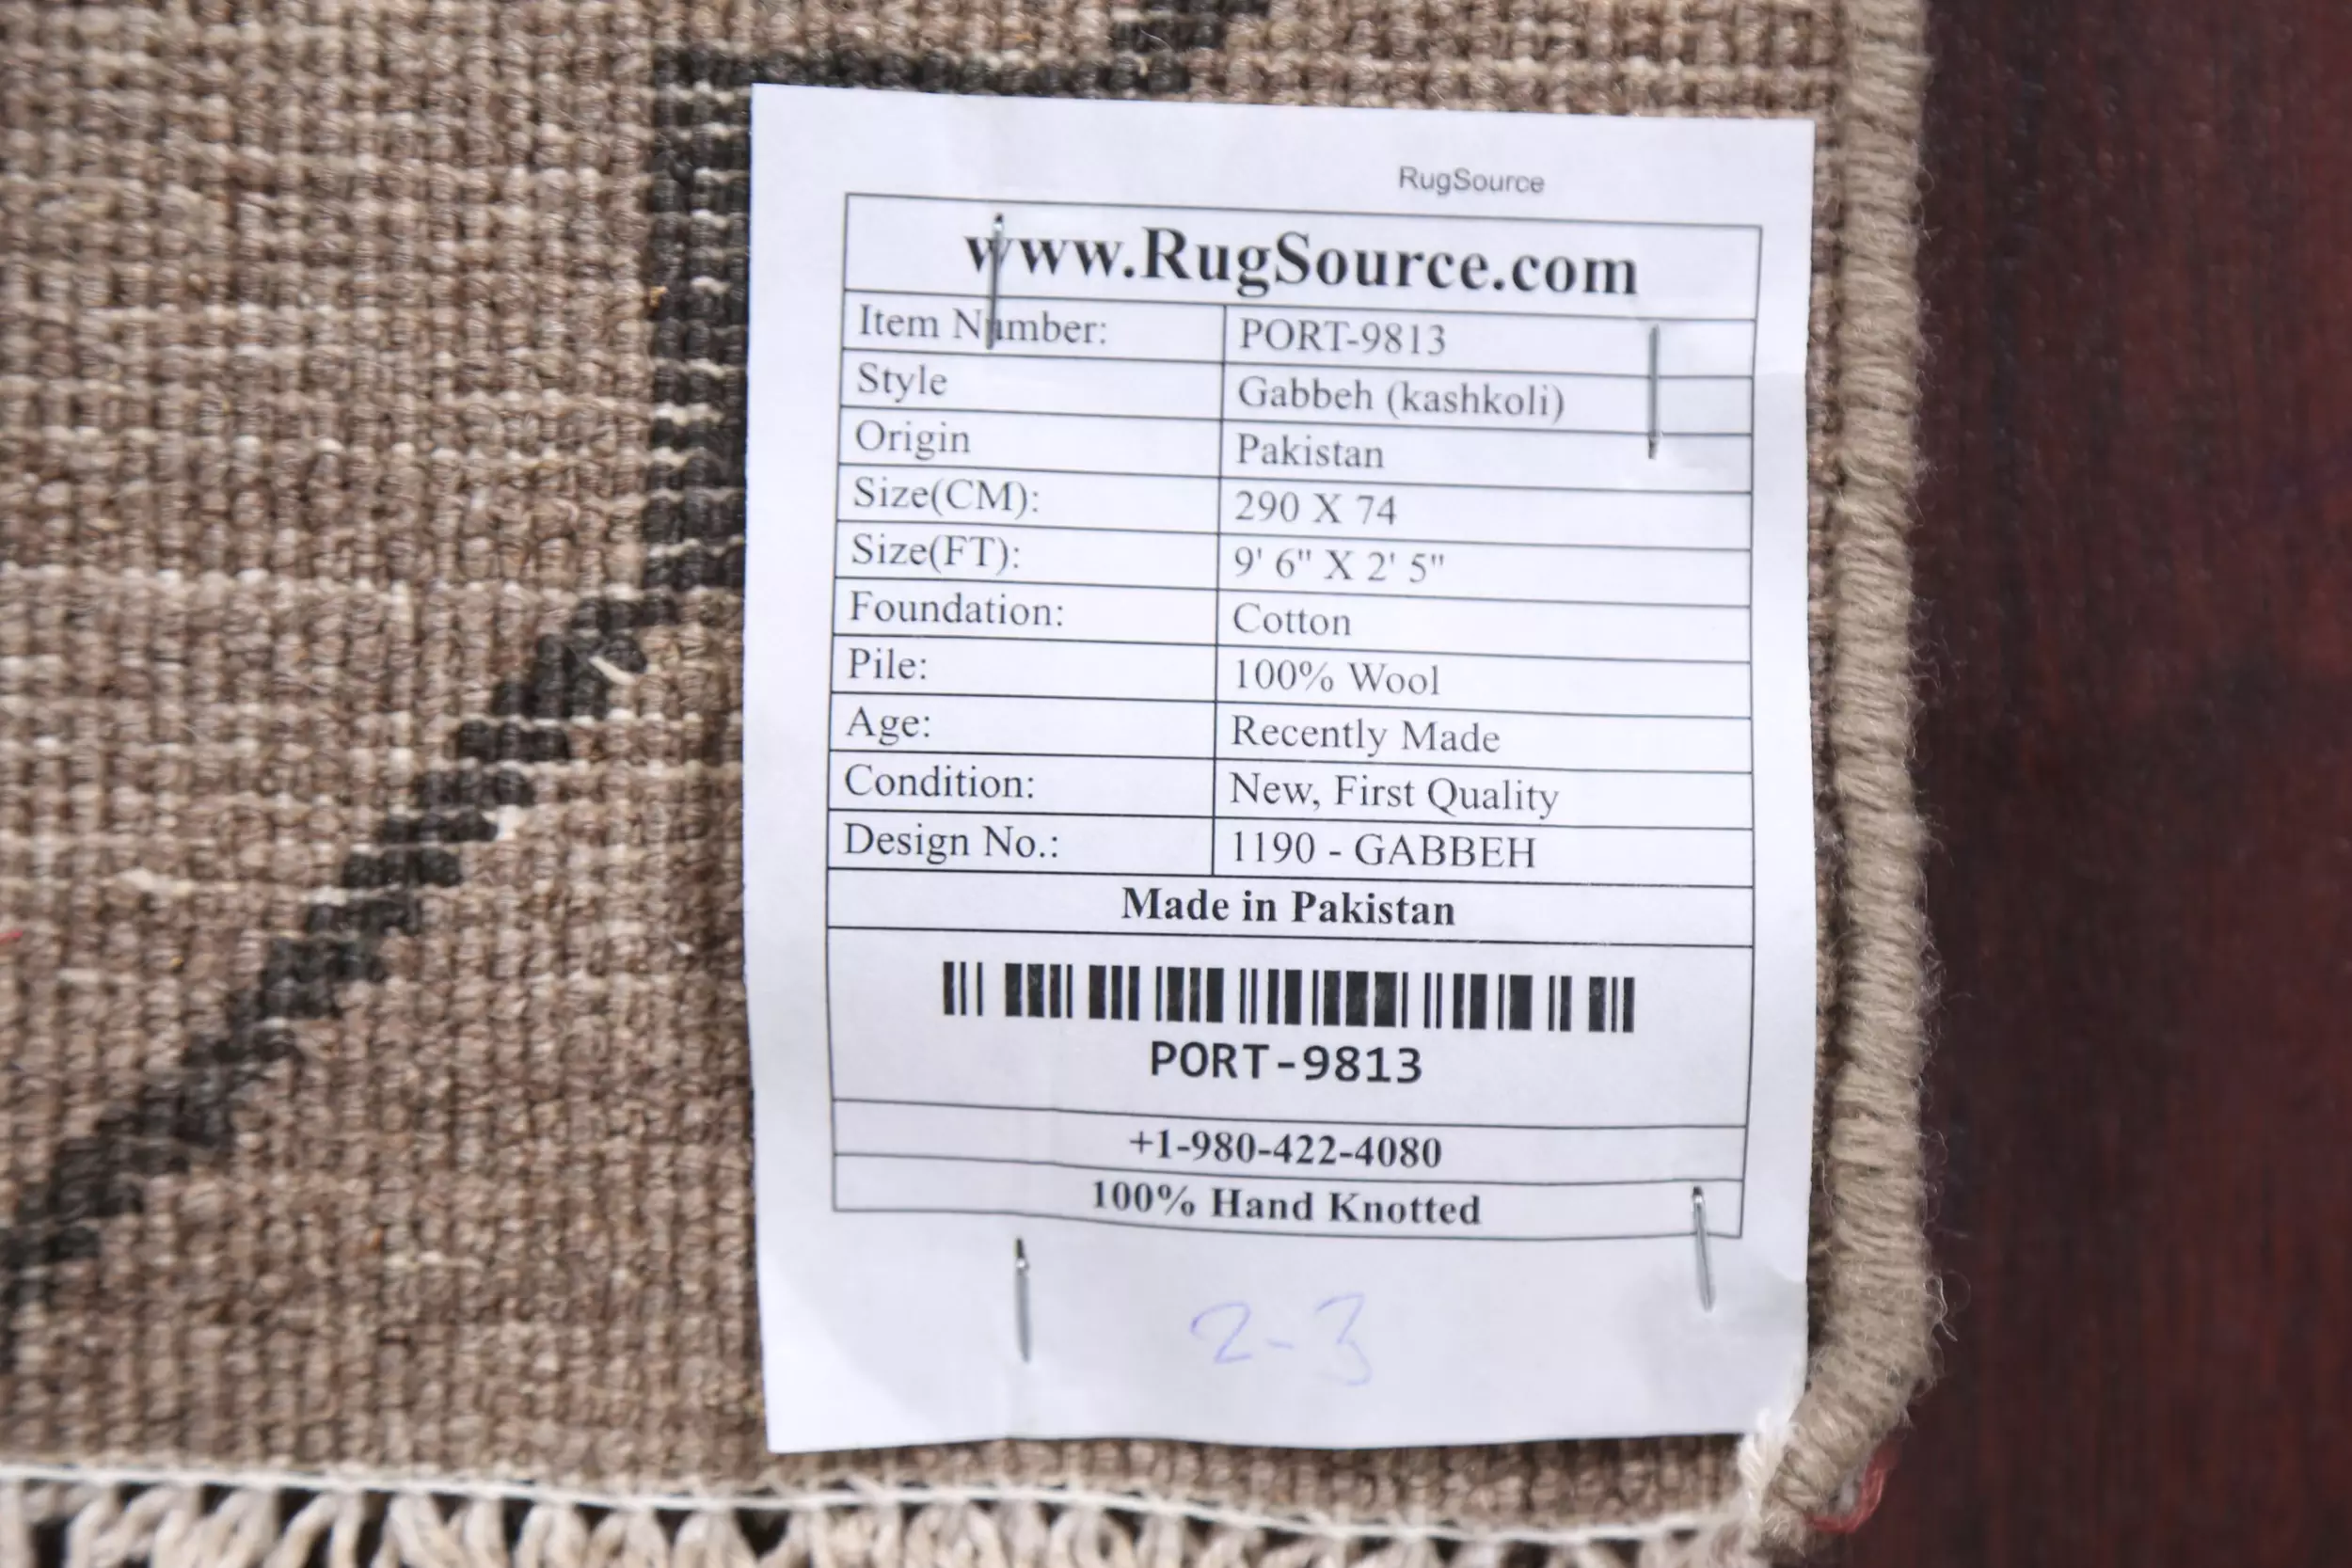 RugSource
www.RugSource.com
Item Number: PORT-9813
Style Gabbeh (kashkoli)
Origin Pakistan
Size(CM): 290 X 74
Size(FT): 9' 6" X 2' 5"
Foundation: Cotton
Pile: 100% Wool
Age: Recently Made
Condition: New, First Quality
Design No.: 1190 - GABBEH
Made in Pakistan
PORT-9813
+1-980-422-4080
100% Hand Knotted
2-3